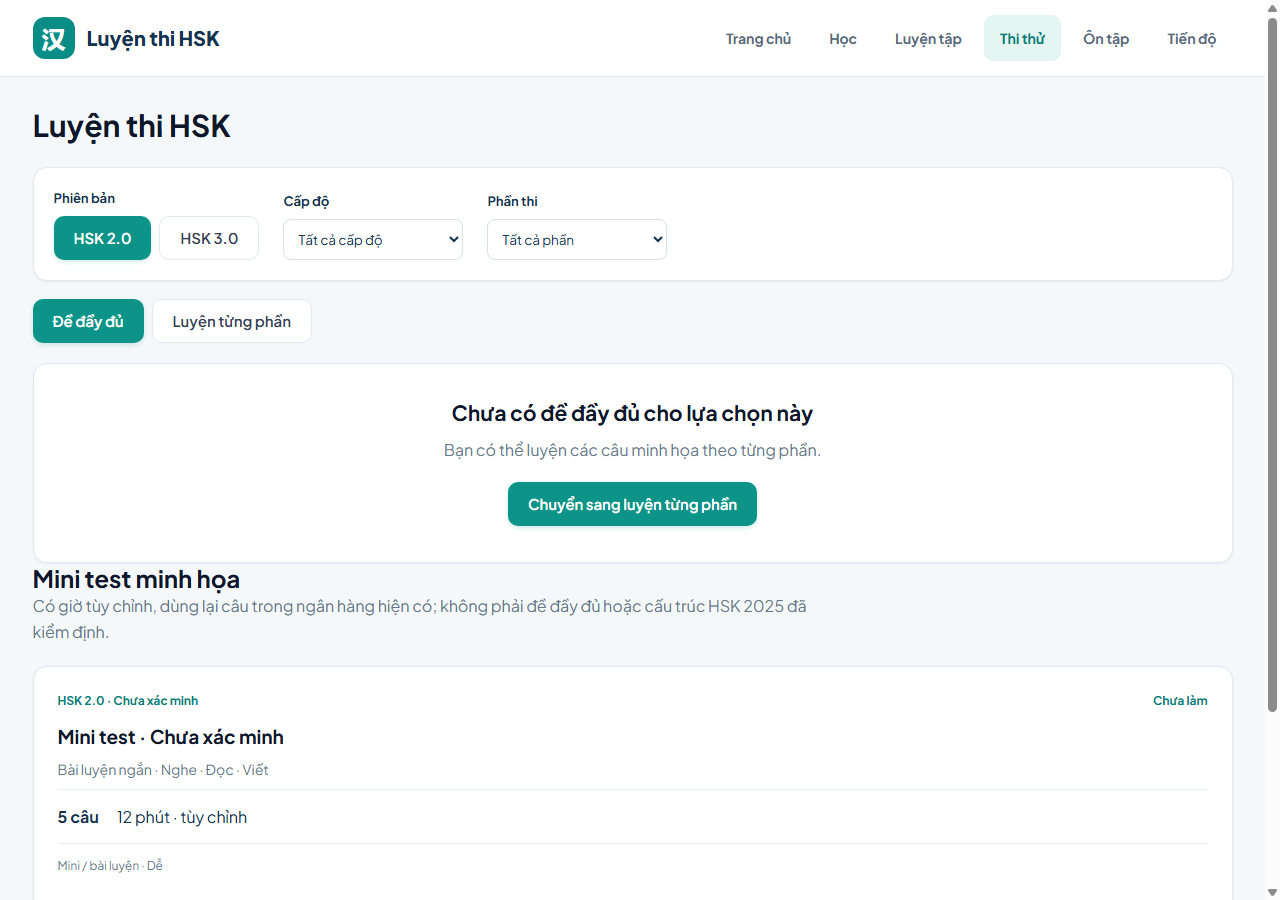 汉 Luyện thi HSK
Trang chủ Học Luyện tập Thi thử Ôn tập Tiến độ
Luyện thi HSK
Phiên bản Cấp độ Phần thi
HSK 2.0 HSK 3.0 Tất cả cấp độ Tất cả phần
Đề đầy đủ Luyện từng phần
Chưa có đề đầy đủ cho lựa chọn này
Bạn có thể luyện các câu minh họa theo từng phần.
Chuyển sang luyện từng phần
Mini test minh họa
Có giờ tùy chỉnh, dùng lại câu trong ngân hàng hiện có; không phải đề đầy đủ hoặc cấu trúc HSK 2025 đã
kiểm định.
HSK 2.0 · Chưa xác minh Chưa làm
Mini test · Chưa xác minh
Bài luyện ngắn · Nghe · Đọc · Viết
5 câu 12 phút · tùy chỉnh
Mini / bài luyện · Dễ